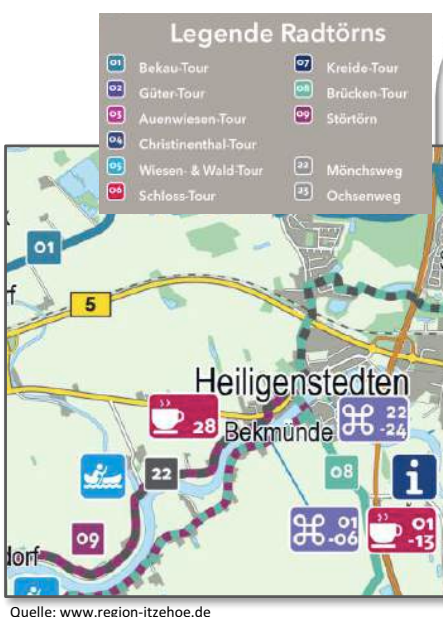 Legende Radtörns
01 Bekau-Tour
02 Güter-Tour
03 Auenwiesen-Tour
04 Christinenthal-Tour
05 Wiesen- & Wald-Tour
06 Schloss-Tour
07 Kreide-Tour
08 Brücken-Tour
09 Störtörn
22 Mönchsweg
23 Ochsenweg
01
5
Heiligenstedten
28
Bekmünde
22
-24
22
08
01
-06
i
01
-13
09
dorf
Quelle: www.region-itzehoe.de